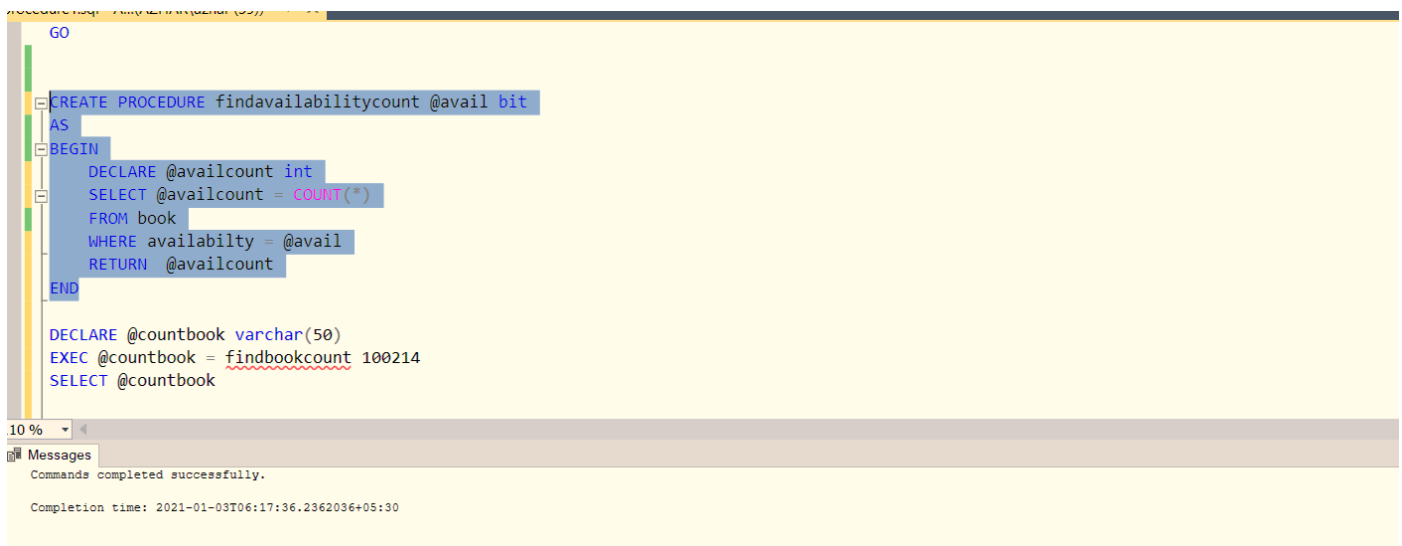 GO
CREATE PROCEDURE findavailabilitycount @avail bit
AS
BEGIN
DECLARE @availcount int
SELECT @availcount = COUNT(*)
FROM book
WHERE availabilty = @avail
RETURN  @availcount
END
DECLARE @countbook varchar(50)
EXEC @countbook = findbookcount 100214
SELECT @countbook
.10 %
Messages
Commands completed successfully.
Completion time: 2021-01-03T06:17:36.2362036+05:30